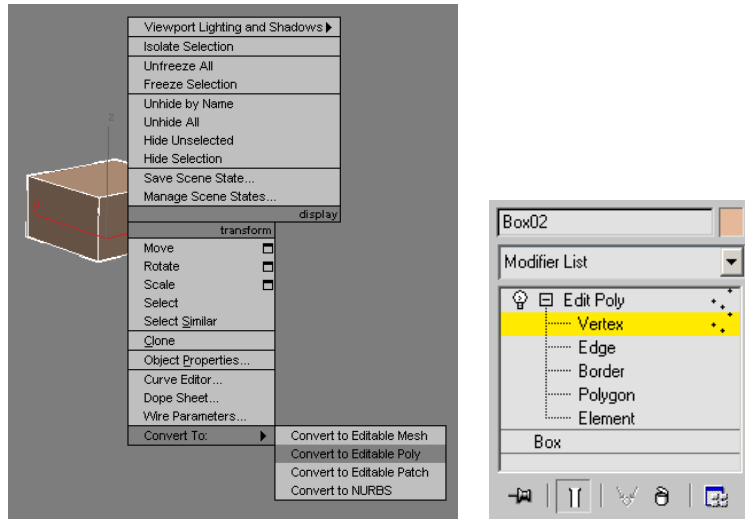 Viewport Lighting and Shadows
Isolate Selection
Unfreeze All
Freeze Selection
Unhide by Name
Unhide All
Hide Unselected
Hide Selection
Save Scene State...
Manage Scene States...
display
transform
Move
Rotate
Scale
Select
Select Similar
Clone
Object Properties...
Curve Editor...
Dope Sheet...
Wire Parameters...
Convert To:
Convert to Editable Mesh
Convert to Editable Poly
Convert to Editable Patch
Convert to NURBS
z
Box02
Modifier List
Edit Poly
Vertex
Edge
Border
Polygon
Element
Box